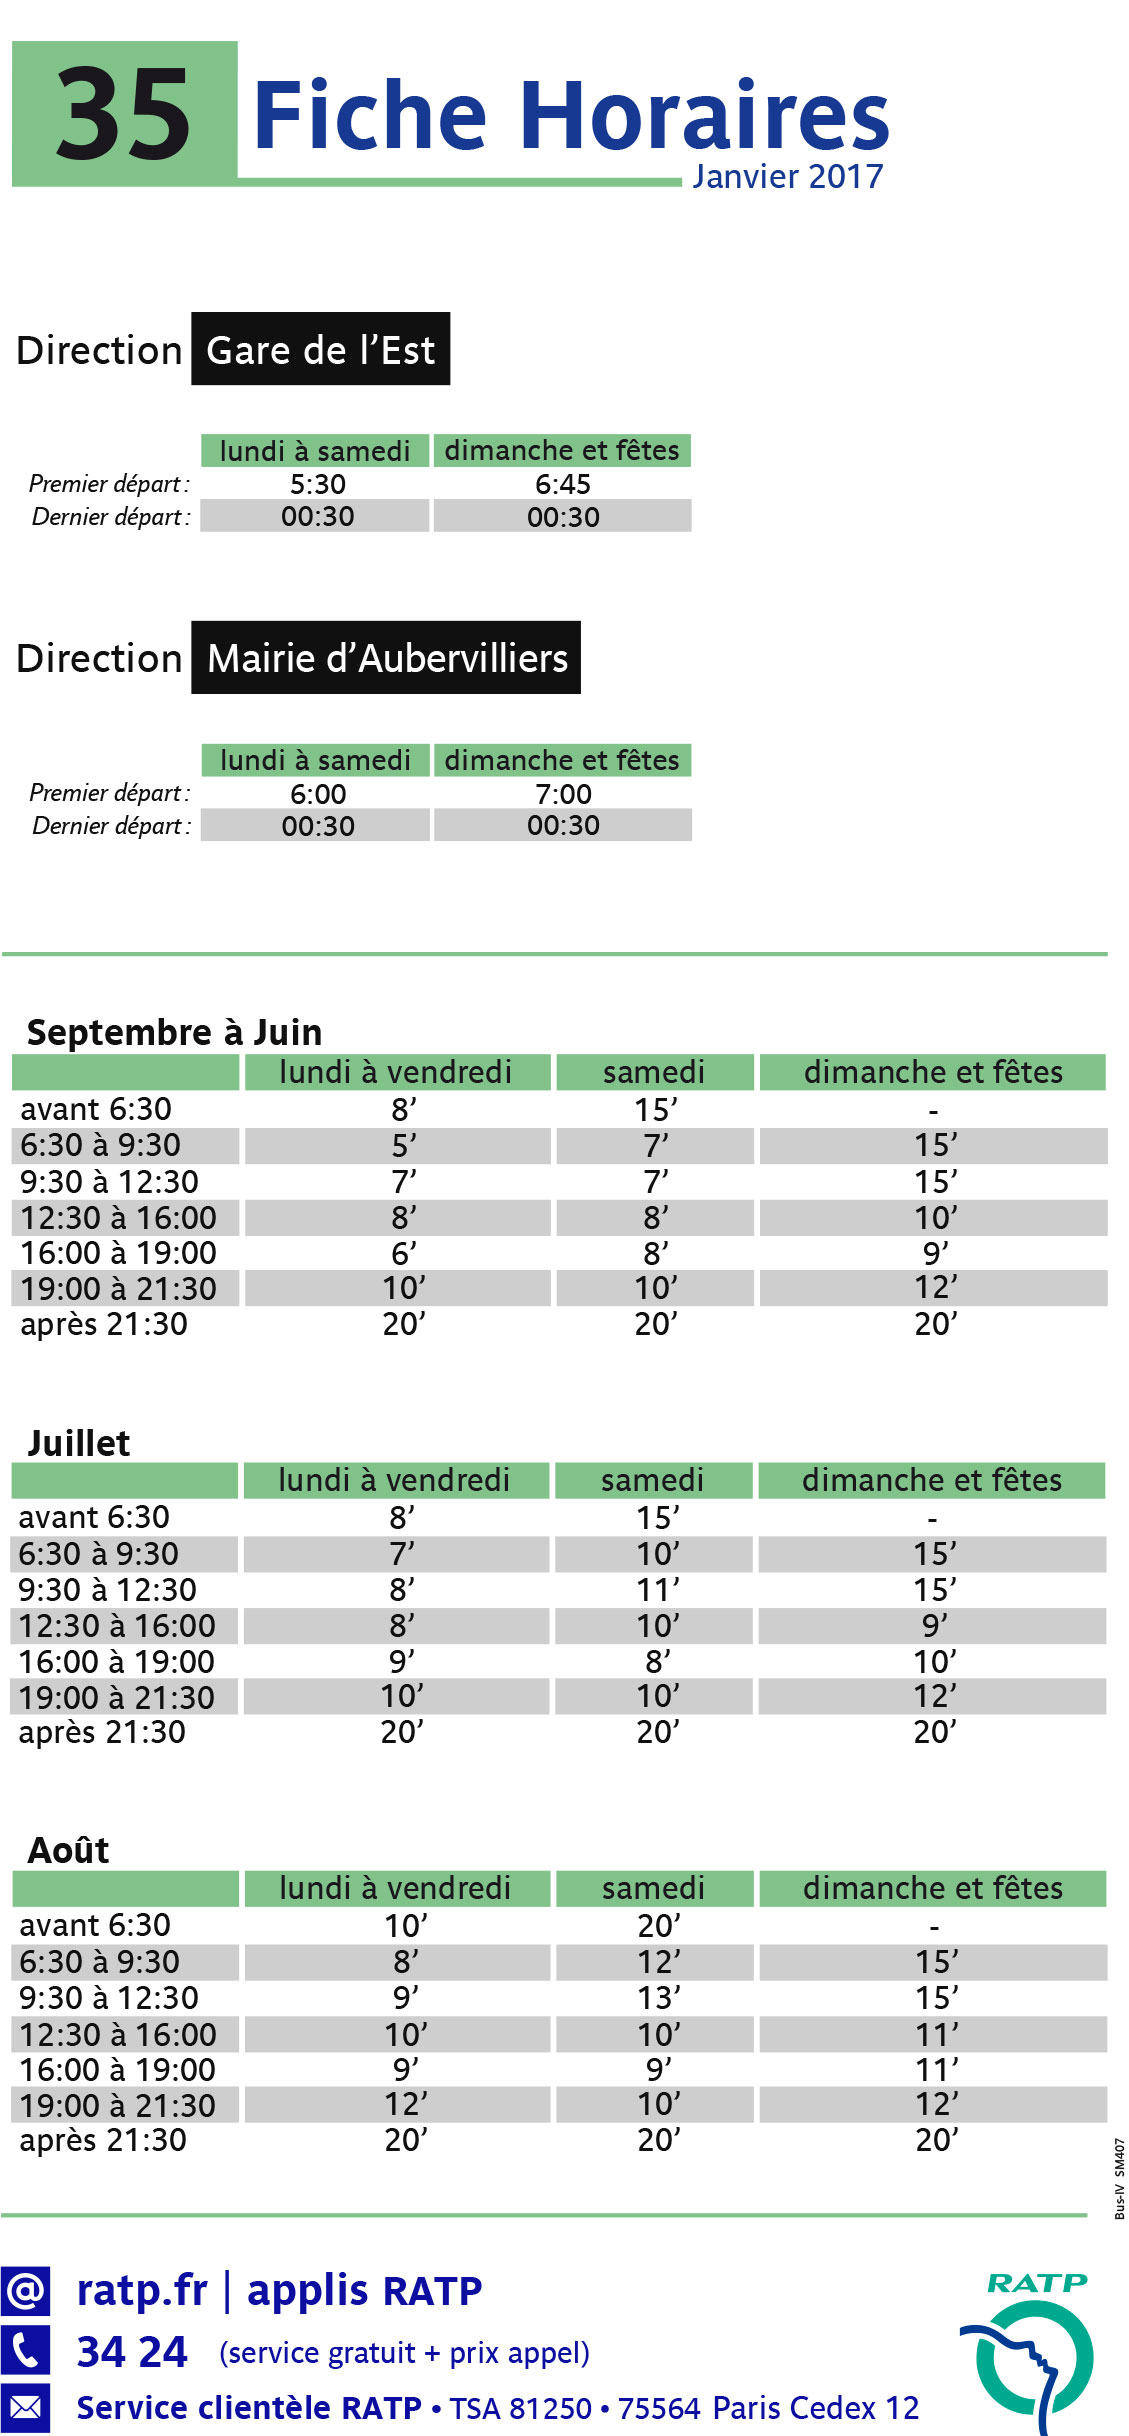 35 Fiche Horaires
Janvier 2017
Direction Gare de l’Est
lundi à samedi dimanche et fêtes
Premier départ : 5:30 6:45
Dernier départ : 00:30 00:30
Direction Mairie d’Aubervilliers
lundi à samedi dimanche et fêtes
Premier départ : 6:00 7:00
Dernier départ : 00:30 00:30
Septembre à Juin
lundi à vendredi samedi dimanche et fêtes
avant 6:30 8’ 15’ -
6:30 à 9:30 5’ 7’ 15’
9:30 à 12:30 7’ 7’ 15’
12:30 à 16:00 8’ 8’ 10’
16:00 à 19:00 6’ 8’ 9’
19:00 à 21:30 10’ 10’ 12’
après 21:30 20’ 20’ 20’
Juillet
lundi à vendredi samedi dimanche et fêtes
avant 6:30 8’ 15’ -
6:30 à 9:30 7’ 10’ 15’
9:30 à 12:30 8’ 11’ 15’
12:30 à 16:00 8’ 10’ 9’
16:00 à 19:00 9’ 8’ 10’
19:00 à 21:30 10’ 10’ 12’
après 21:30 20’ 20’ 20’
Août
lundi à vendredi samedi dimanche et fêtes
avant 6:30 10’ 20’ -
6:30 à 9:30 8’ 12’ 15’
9:30 à 12:30 9’ 13’ 15’
12:30 à 16:00 10’ 10’ 11’
16:00 à 19:00 9’ 9’ 11’
19:00 à 21:30 12’ 10’ 12’
après 21:30 20’ 20’ 20’
Bus-IV SM407
@ ratp.fr | applis RATP
RATP
34 24 (service gratuit + prix appel)
Service clientèle RATP • TSA 81250 • 75564 Paris Cedex 12